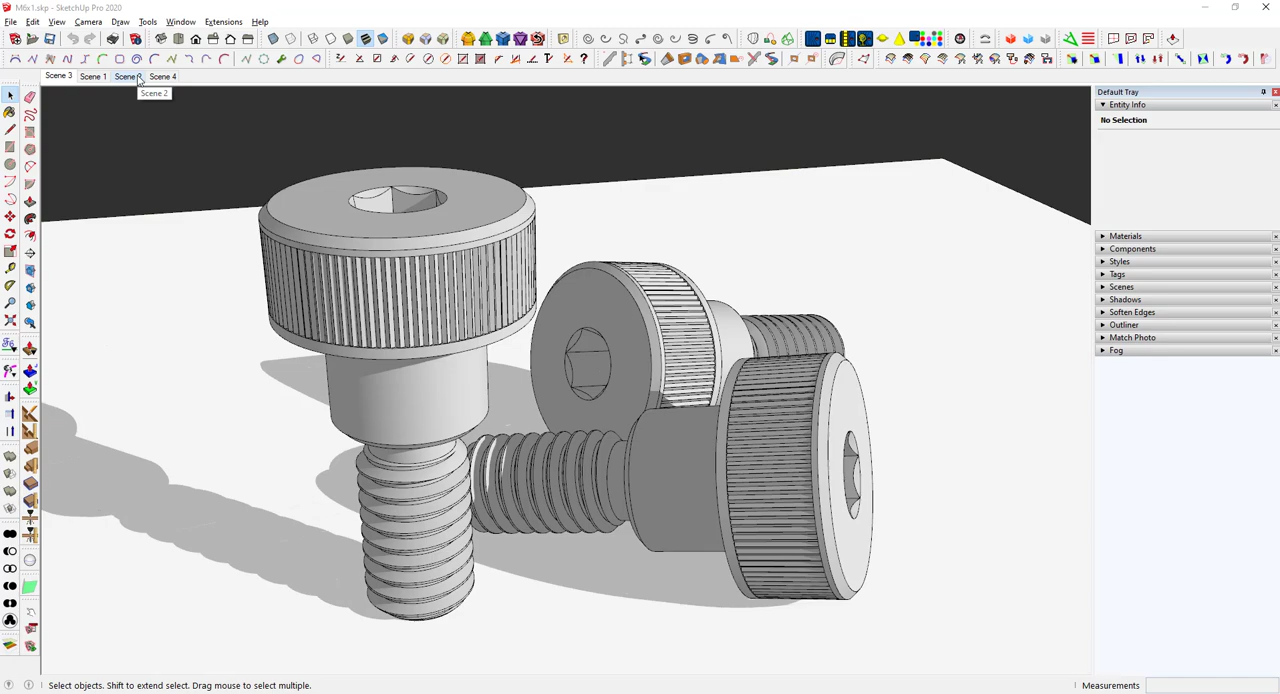 M6x1.skp - SketchUp Pro 2020
File Edit View Camera Draw Tools Window Extensions Help
Scene 3 Scene 1 Scene 2 Scene 4
Scene 2
Default Tray
Entity Info
No Selection
Materials
Components
Styles
Tags
Scenes
Shadows
Soften Edges
Outliner
Match Photo
Fog
Select objects. Shift to extend select. Drag mouse to select multiple.
Measurements